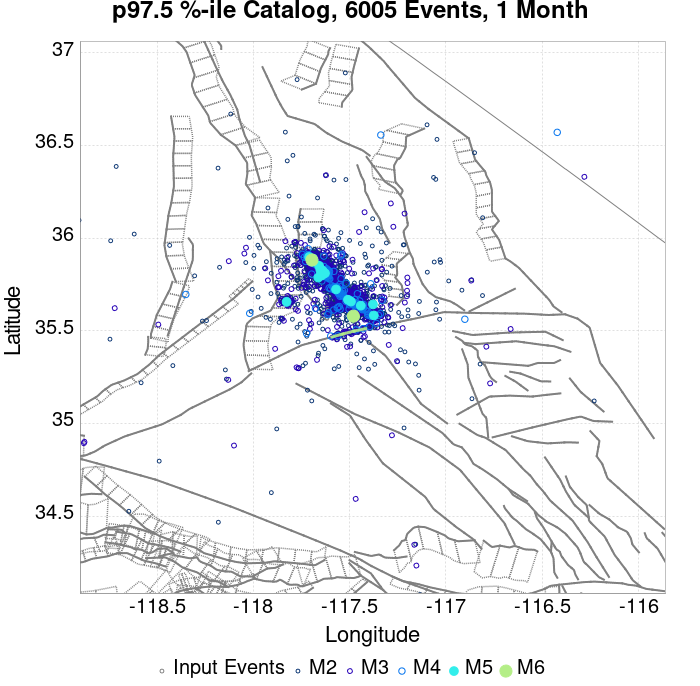 p97.5 %-ile Catalog, 6005 Events, 1 Month
37
36.5
36
35.5
35
34.5
Latitude
-118.5 -118 -117.5 -117 -116.5 -116
Longitude
Input Events M2 M3 M4 M5 M6